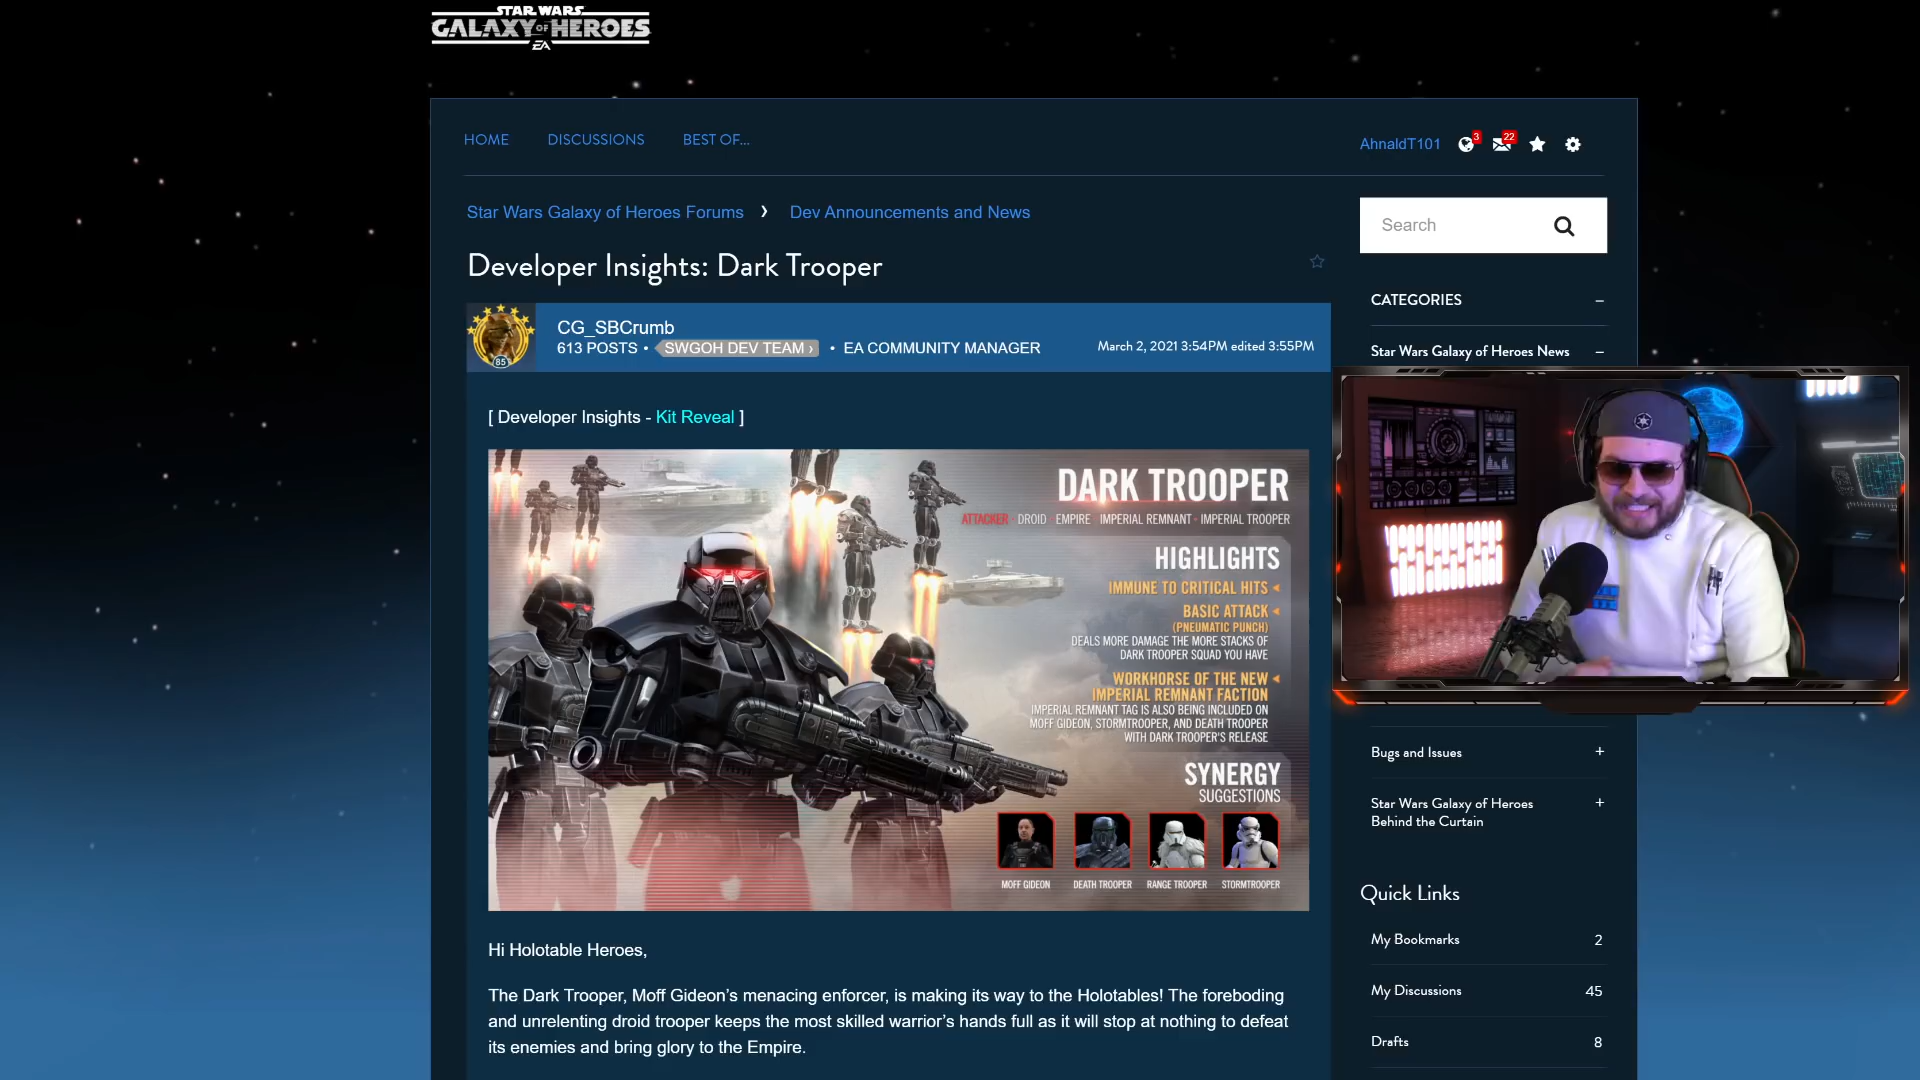 STAR WARS
GALAXY OF HEROES
EA
HOME
DISCUSSIONS
BEST OF...
AhnaldT101
3
22
Star Wars Galaxy of Heroes Forums › Dev Announcements and News
Search
Developer Insights: Dark Trooper
CATEGORIES
Star Wars Galaxy of Heroes News
CG_SBCrumb
613 POSTS • SWGOH DEV TEAM › • EA COMMUNITY MANAGER
March 2, 2021 3:54PM edited 3:55PM
85
[ Developer Insights - Kit Reveal ]
DARK TROOPER
ATTACKER · DROID · EMPIRE · IMPERIAL REMNANT · IMPERIAL TROOPER
HIGHLIGHTS
IMMUNE TO CRITICAL HITS
BASIC ATTACK
(PNEUMATIC PUNCH)
DEALS MORE DAMAGE THE MORE STACKS OF
DARK TROOPER SQUAD YOU HAVE
WORKHORSE OF THE NEW
IMPERIAL REMNANT FACTION
IMPERIAL REMNANT TAG IS ALSO BEING INCLUDED ON
MOFF GIDEON, STORMTROOPER, AND DEATH TROOPER
WITH DARK TROOPER'S RELEASE
SYNERGY
SUGGESTIONS
MOFF GIDEON
DEATH TROOPER
RANGE TROOPER
STORMTROOPER
Bugs and Issues +
Star Wars Galaxy of Heroes +
Behind the Curtain
Quick Links
My Bookmarks 2
My Discussions 45
Drafts 8
Hi Holotable Heroes,
The Dark Trooper, Moff Gideon's menacing enforcer, is making its way to the Holotables! The foreboding
and unrelenting droid trooper keeps the most skilled warrior's hands full as it will stop at nothing to defeat
its enemies and bring glory to the Empire.